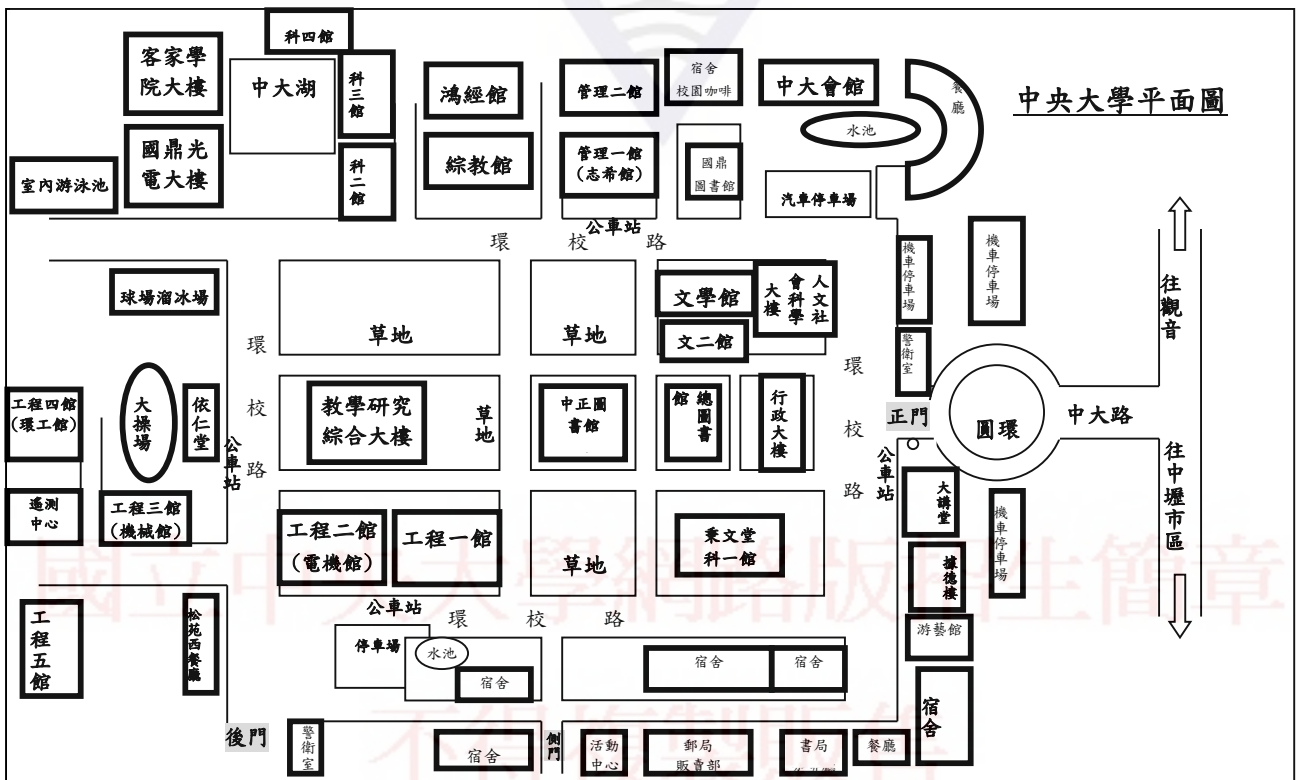 中央大學平面圖
科四館
客家學
院大樓
中大湖
科三館
鴻經館
管理二館
宿舍
校園咖啡
中大會館
餐廳
水池
室內游泳池
國鼎光
電大樓
科二館
綜教館
管理一館
(志希館)
國鼎
圖書館
汽車停車場
公車站
環校路
機車停車場
機車停車場
往觀音
球場溜冰場
草地
草地
文學館
文二館
人文社
會科學
大樓
警衛室
環校路
環校路
工程四館
(環工館)
大操場
依仁堂
公車站
教學研究
綜合大樓
草地
中正圖
書館
總圖書
館
行政大樓
正門
圓環
中大路
公車站
往中壢市區
遙測
中心
工程三館
(機械館)
工程二館
(電機館)
工程一館
草地
秉文堂
科一館
大講堂
機車停車場
據德樓
國立中央大學網路版招生簡章
公車站
環校路
工程五館
松苑西餐廳
停車場
水池
宿舍
宿舍
宿舍
游藝館
宿舍
後門
警衛室
宿舍
側門
活動
中心
郵局
販賣部
書局
餐廳
不得複製販售